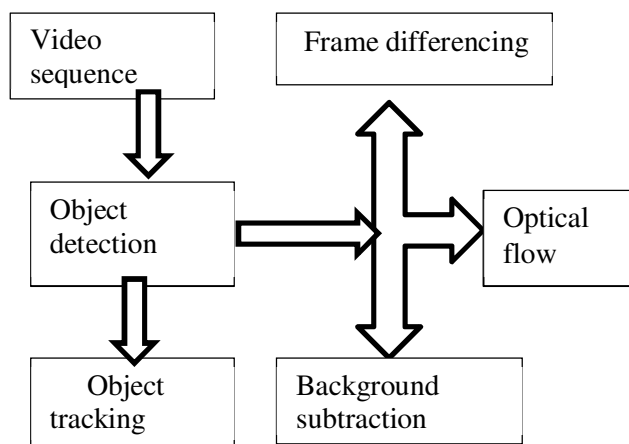 Video
sequence
Frame differencing
Object
detection
Optical
flow
Object
tracking
Background
subtraction